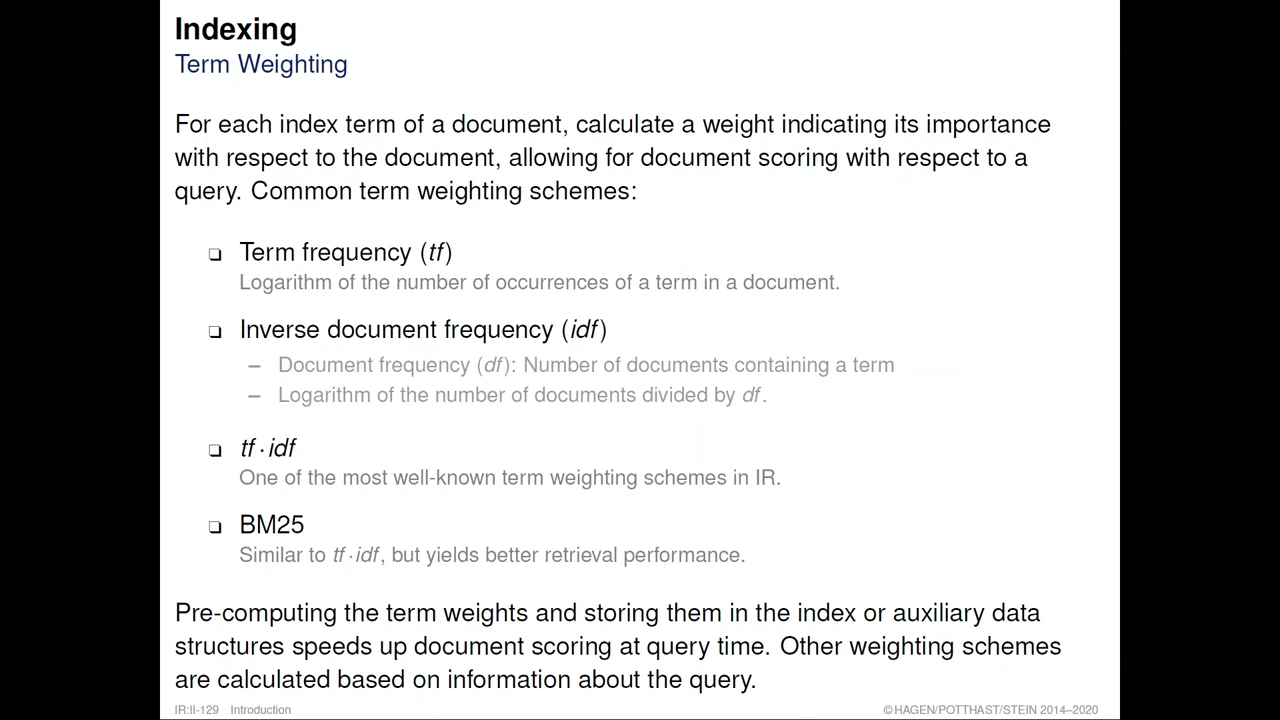 Indexing
Term Weighting
For each index term of a document, calculate a weight indicating its importance
with respect to the document, allowing for document scoring with respect to a
query. Common term weighting schemes:
❏ Term frequency (tf)
Logarithm of the number of occurrences of a term in a document.
❏ Inverse document frequency (idf)
– Document frequency (df): Number of documents containing a term
– Logarithm of the number of documents divided by df.
❏ tf · idf
One of the most well-known term weighting schemes in IR.
❏ BM25
Similar to tf · idf, but yields better retrieval performance.
Pre-computing the term weights and storing them in the index or auxiliary data
structures speeds up document scoring at query time. Other weighting schemes
are calculated based on information about the query.
IR:II-129 Introduction ©HAGEN/POTTHAST/STEIN 2014–2020